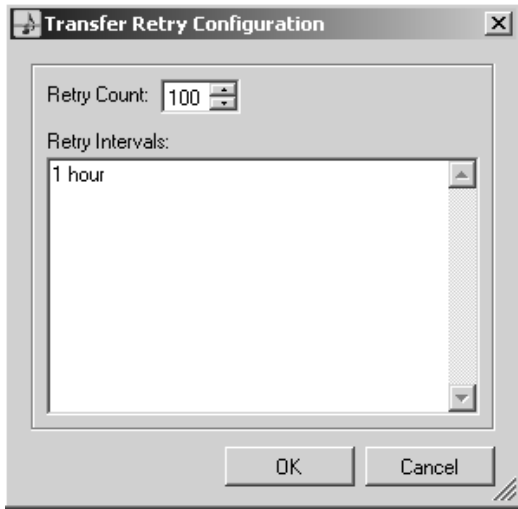 Transfer Retry Configuration
Retry Count: 100
Retry Intervals:
1 hour
OK Cancel